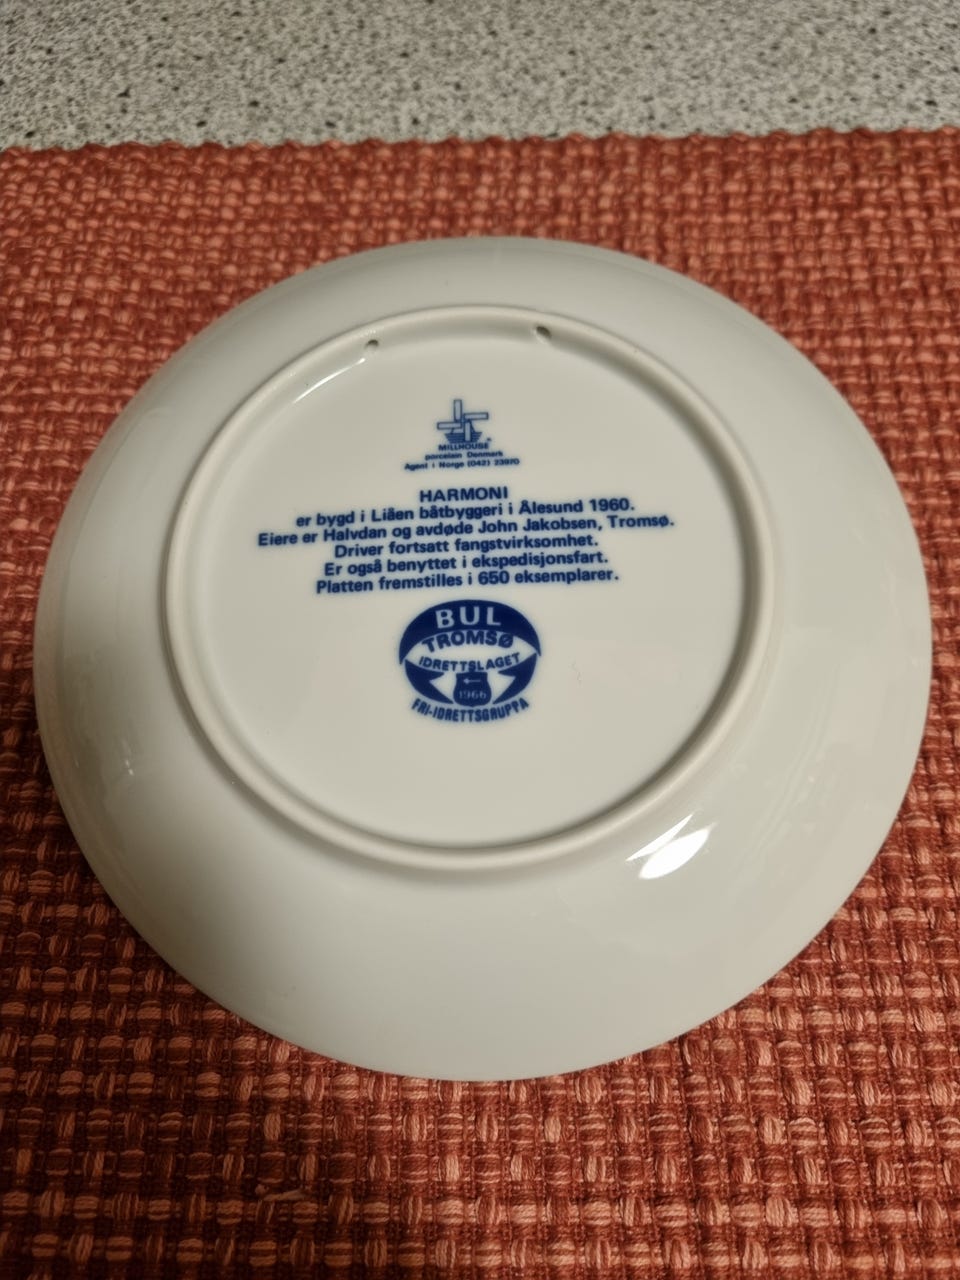 MILLHOUSE
porcelain Denmark
Agent i Norge (042) 23970
HARMONI
er bygd i Liåen båtbyggeri i Ålesund 1960.
Eiere er Halvdan og avdøde John Jakobsen, Tromsø.
Driver fortsatt fangstvirksomhet.
Er også benyttet i ekspedisjonsfart.
Platten fremstilles i 650 eksemplarer.
BUL
TROMSØ
IDRETTSLAGET
1966
FRI-IDRETTSGRUPPA